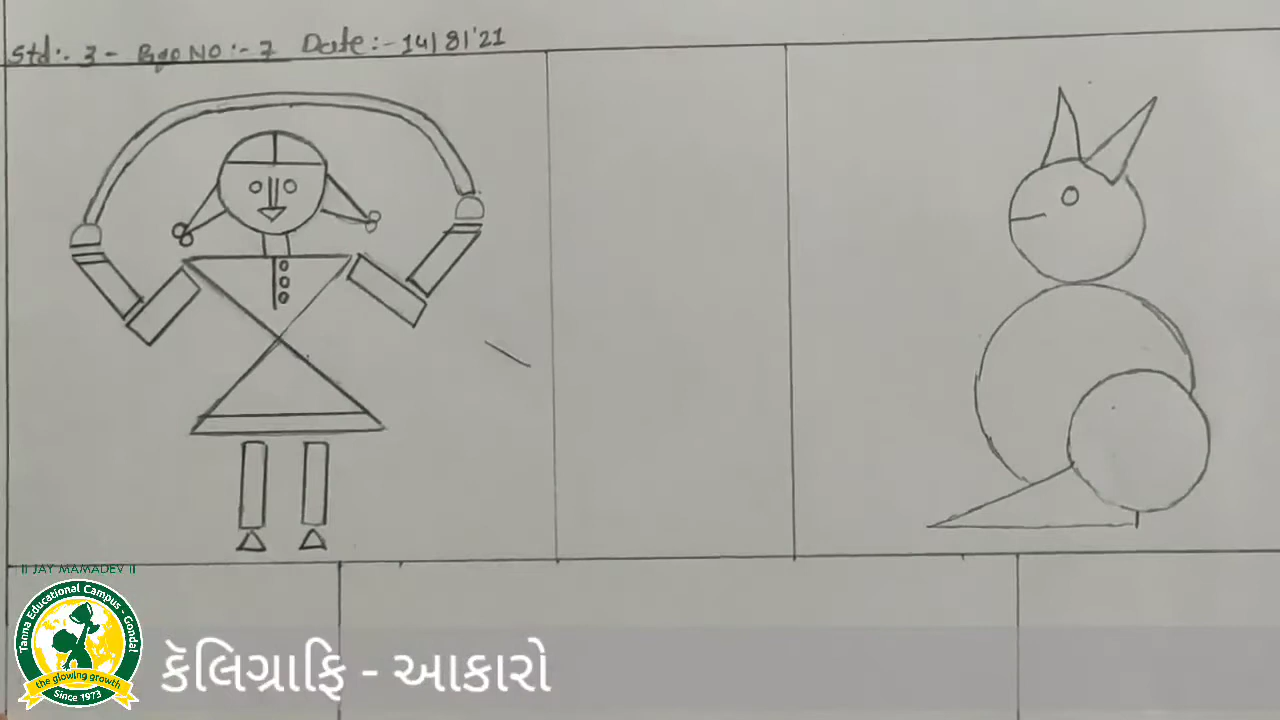 Std:- 3 - Page NO :- 7 Date :- 14/8/'21
|| JAY MAMADEV ||
Tanna Educational Campus - Gondal
the glowing growth
Since 1973
કૅલિગ્રાફિ - આકારો